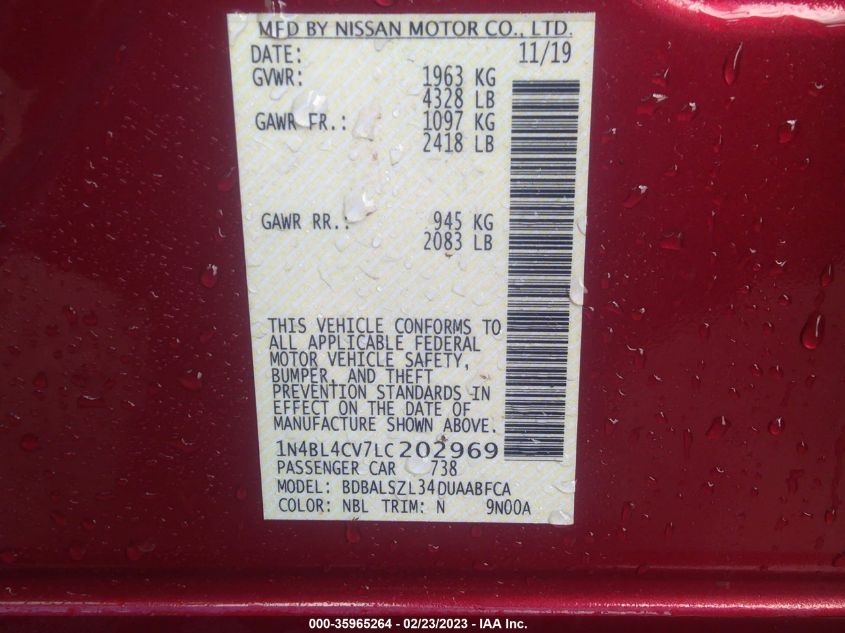 MFD BY NISSAN MOTOR CO., LTD.
DATE: 11/19
GVWR: 1963 KG
4328 LB
GAWR FR.: 1097 KG
2418 LB
GAWR RR.: 945 KG
2083 LB
THIS VEHICLE CONFORMS TO
ALL APPLICABLE FEDERAL
MOTOR VEHICLE SAFETY,
BUMPER, AND THEFT
PREVENTION STANDARDS IN
EFFECT ON THE DATE OF
MANUFACTURE SHOWN ABOVE.
1N4BL4CV7LC202969
PASSENGER CAR 738
MODEL: BDBALSZL34DUAABFCA
COLOR: NBL TRIM: N 9N00A
000-35965264 - 02/23/2023 - IAA Inc.